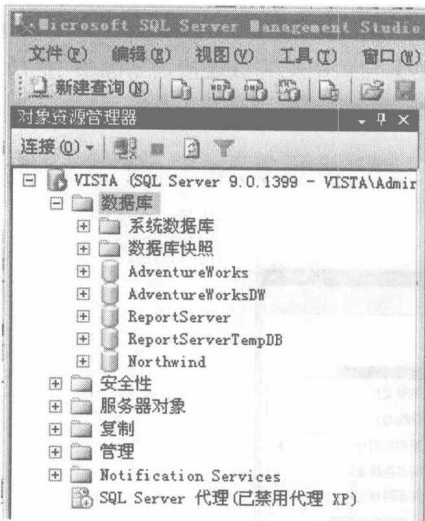 Microsoft SQL Server Management Studio
文件(F) 编辑(E) 视图(V) 工具(T) 窗口(W)
新建查询(N)
对象资源管理器
连接(O)
VISTA (SQL Server 9.0.1399 - VISTA\Admir
数据库
系统数据库
数据库快照
AdventureWorks
AdventureWorksDW
ReportServer
ReportServerTempDB
Northwind
安全性
服务器对象
复制
管理
Notification Services
SQL Server 代理(已禁用代理 XP)